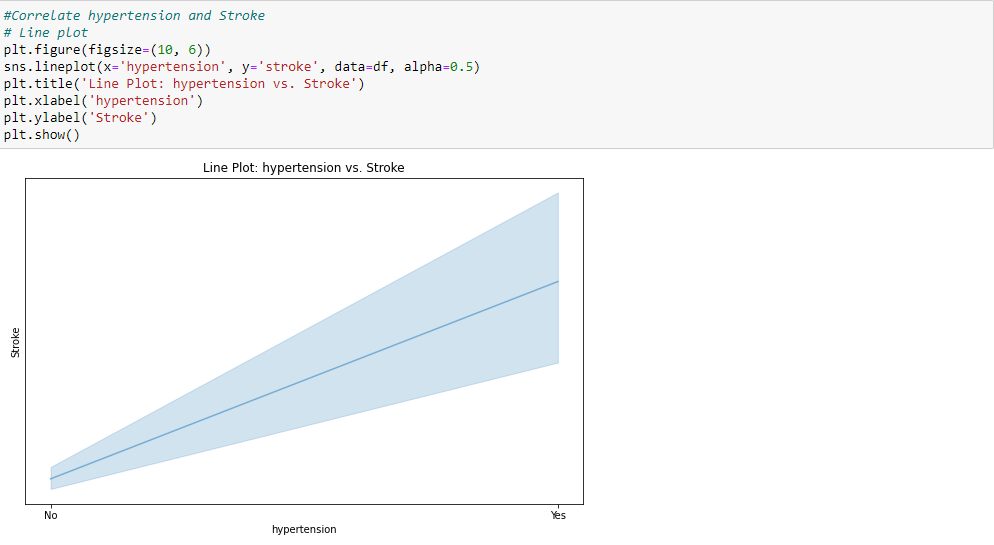 #Correlate hypertension and Stroke
# Line plot
plt.figure(figsize=(10, 6))
sns.lineplot(x='hypertension', y='stroke', data=df, alpha=0.5)
plt.title('Line Plot: hypertension vs. Stroke')
plt.xlabel('hypertension')
plt.ylabel('Stroke')
plt.show()
Line Plot: hypertension vs. Stroke
Stroke
No
Yes
hypertension